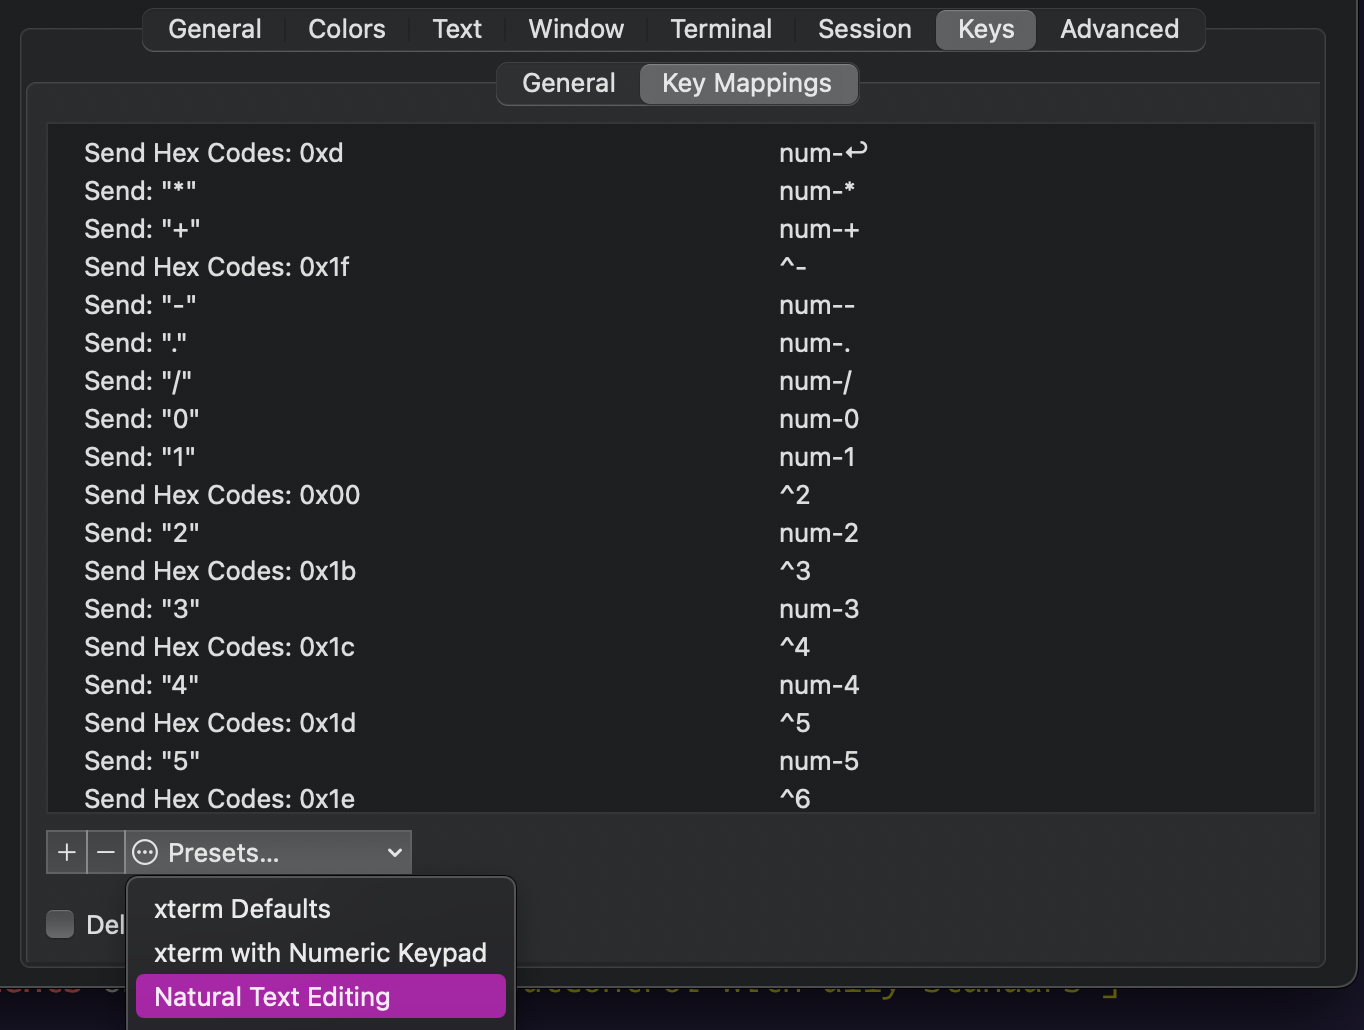 General Colors Text Window Terminal Session Keys Advanced
General Key Mappings
Send Hex Codes: 0xd num-↩
Send: "*" num-*
Send: "+" num-+
Send Hex Codes: 0x1f ^-
Send: "-" num--
Send: "." num-.
Send: "/" num-/
Send: "0" num-0
Send: "1" num-1
Send Hex Codes: 0x00 ^2
Send: "2" num-2
Send Hex Codes: 0x1b ^3
Send: "3" num-3
Send Hex Codes: 0x1c ^4
Send: "4" num-4
Send Hex Codes: 0x1d ^5
Send: "5" num-5
Send Hex Codes: 0x1e ^6
+ − Presets...
xterm Defaults
Del
xterm with Numeric Keypad
Natural Text Editing